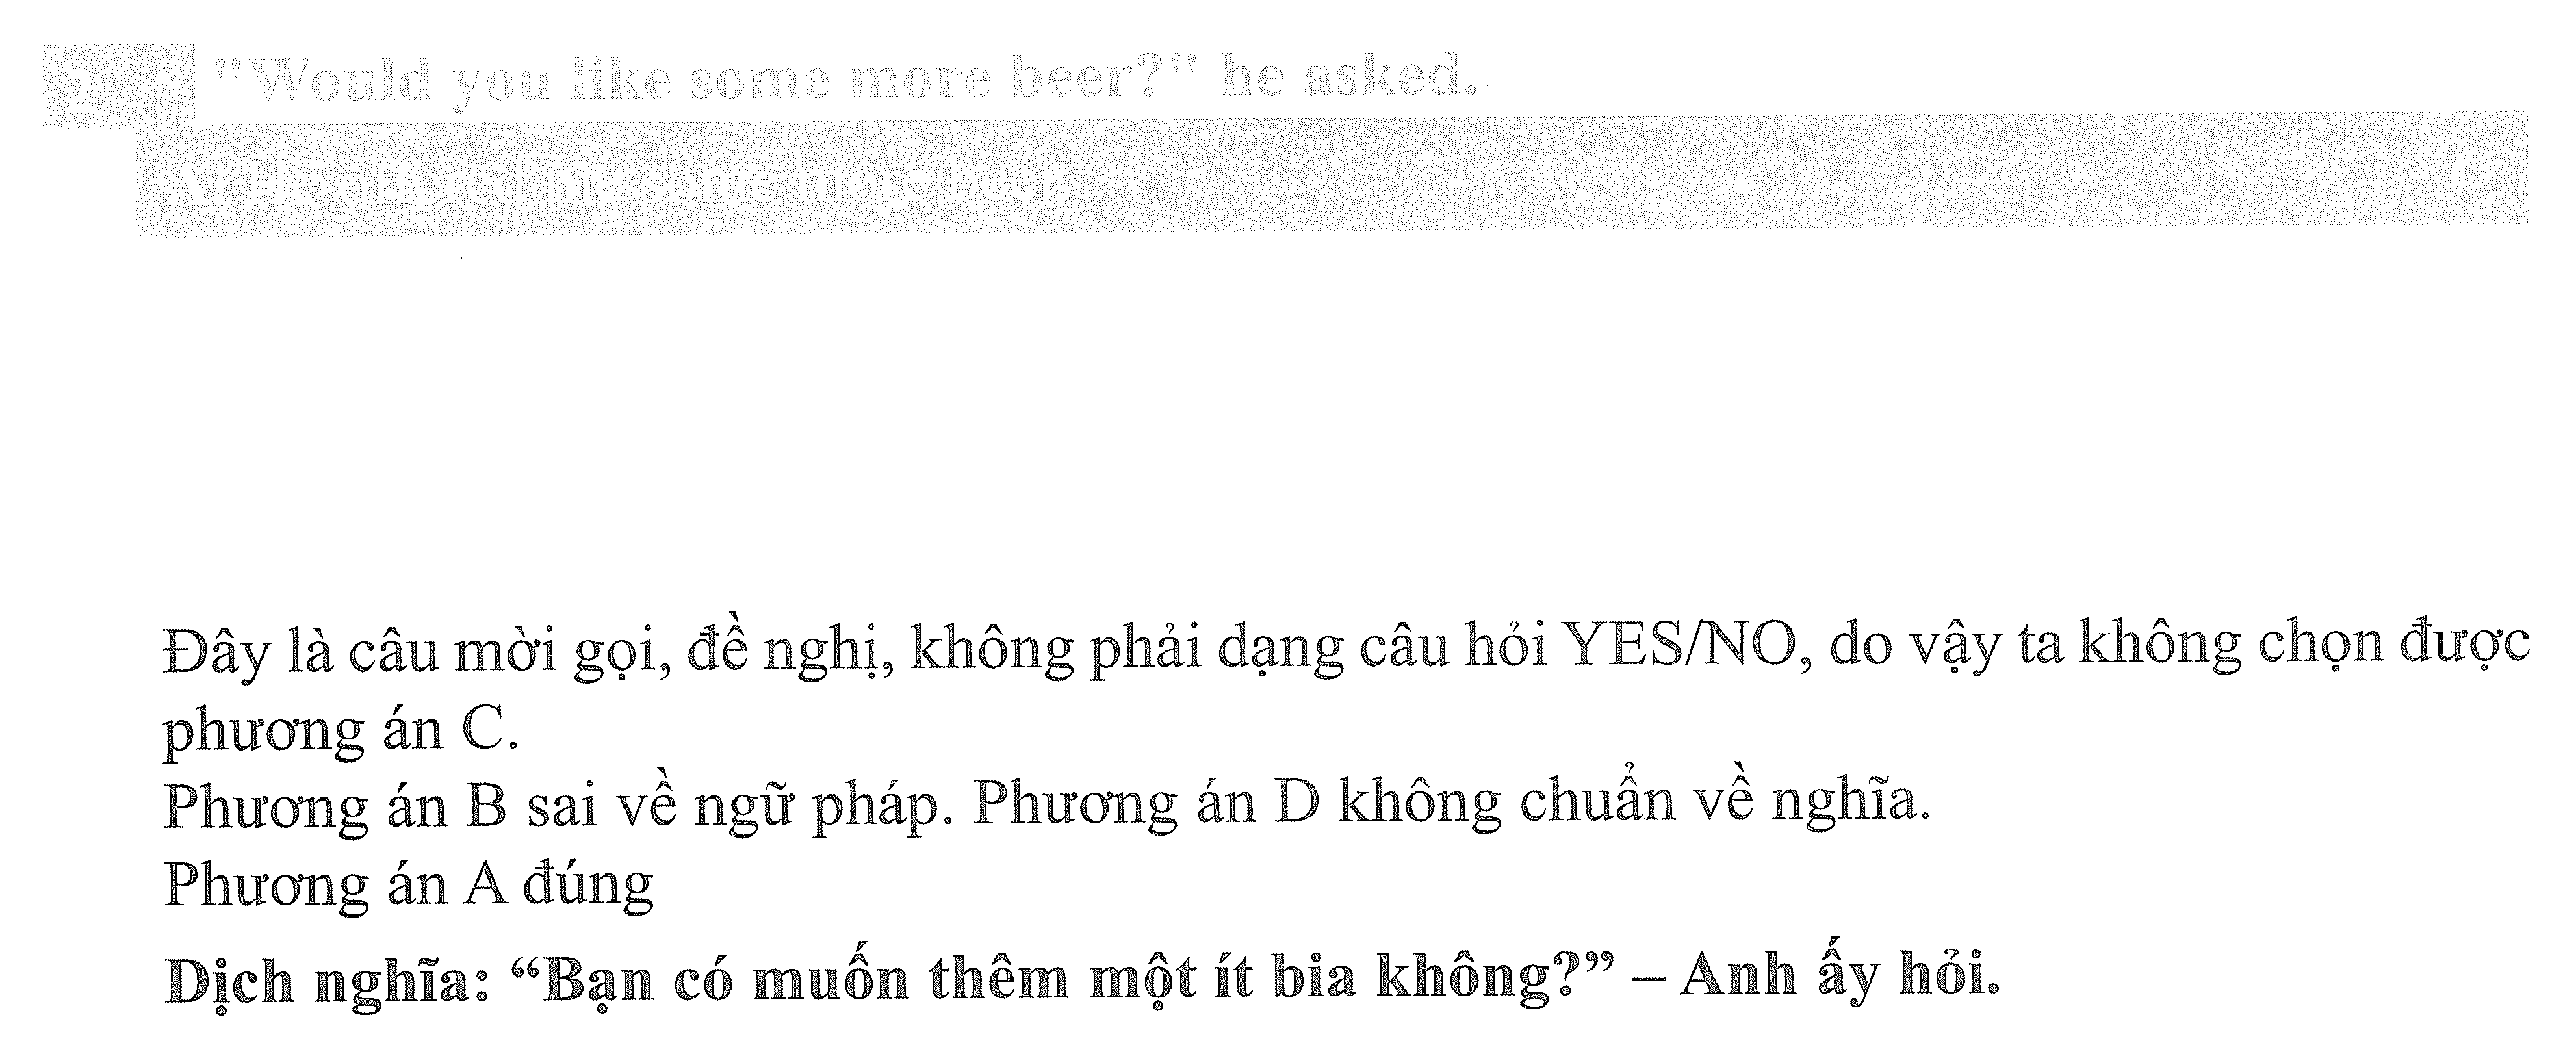 2 "Would you like some more beer?" he asked.
A. He offered me some more beer.
Đây là câu mời gọi, đề nghị, không phải dạng câu hỏi YES/NO, do vậy ta không chọn được
phương án C.
Phương án B sai về ngữ pháp. Phương án D không chuẩn về nghĩa.
Phương án A đúng
Dịch nghĩa: “Bạn có muốn thêm một ít bia không?” – Anh ấy hỏi.